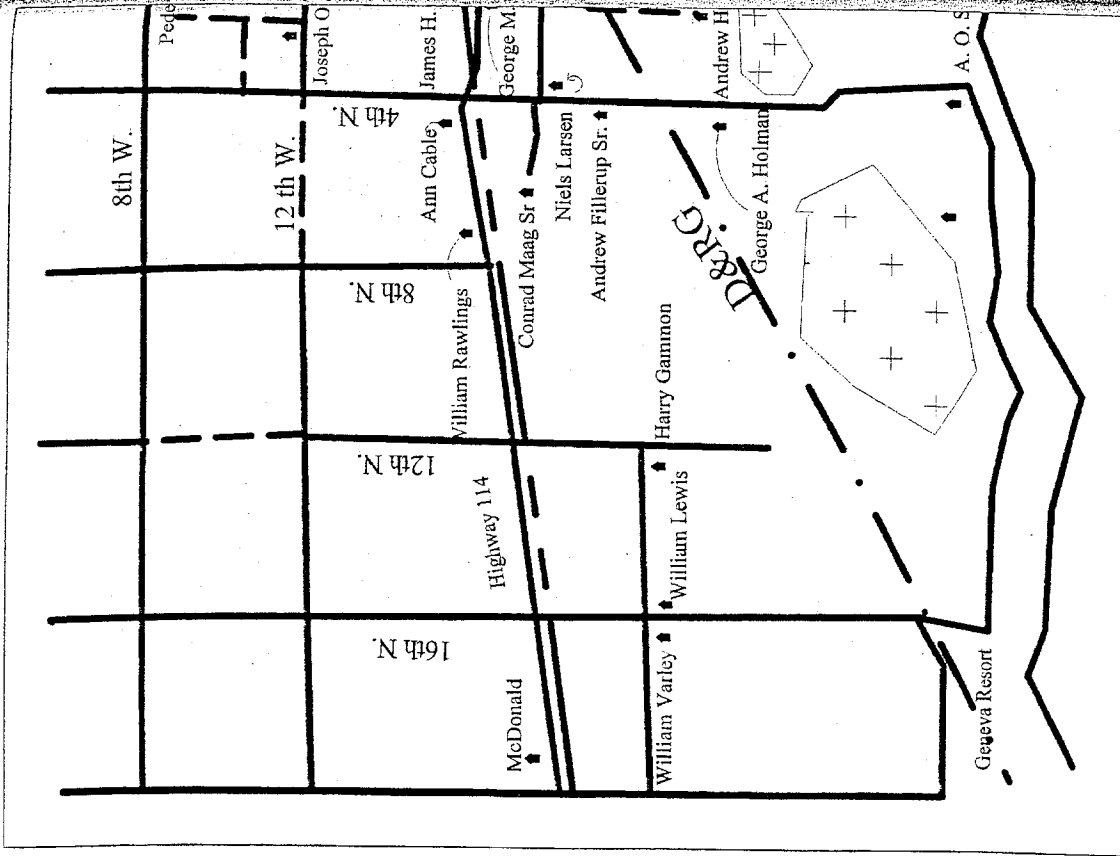 Pede
8th W.
12 th W.
Joseph O
James H.
George M.
Andrew H
A. O. S
4th N.
Ann Cable
Conrad Maag Sr
Niels Larsen
Andrew Fillerup Sr.
George A. Holman
D&RG
8th N.
Villiam Rawlings
Harry Gammon
12th N.
Highway 114
William Lewis
16th N.
McDonald
William Varley
Geneva Resort